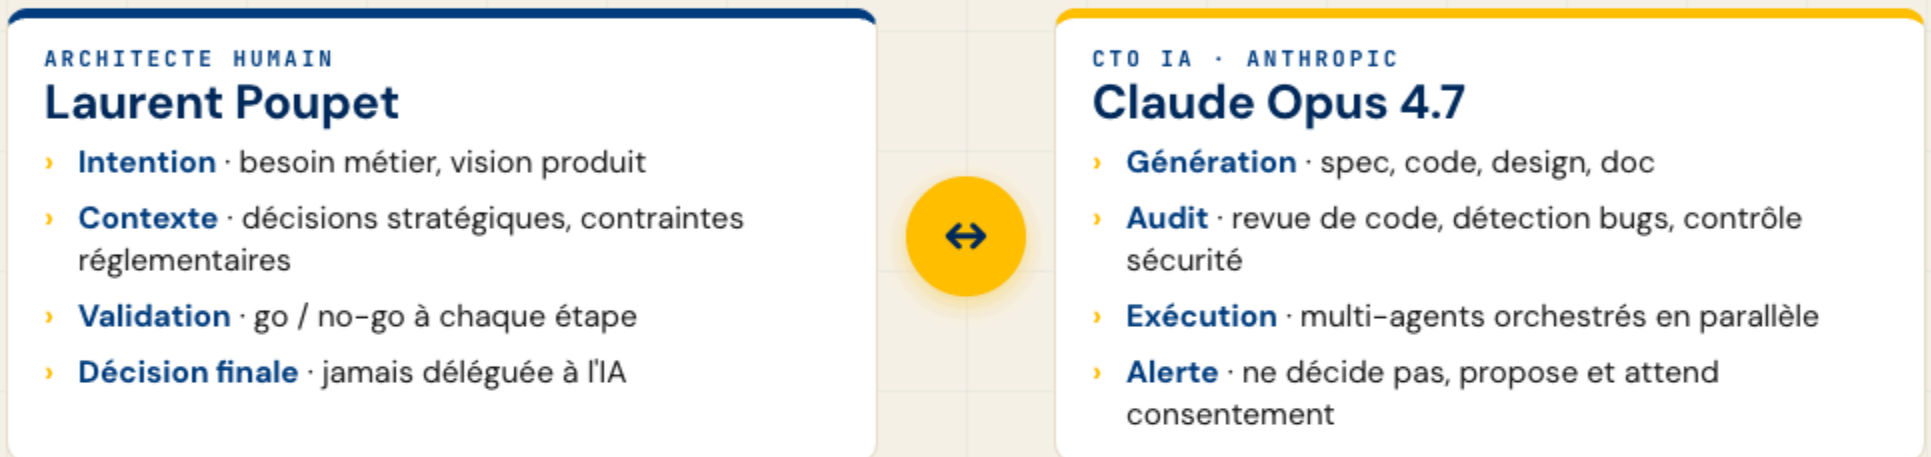 ARCHITECTE HUMAIN
Laurent Poupet
› Intention · besoin métier, vision produit
› Contexte · décisions stratégiques, contraintes
réglementaires
› Validation · go / no-go à chaque étape
› Décision finale · jamais déléguée à l'IA
↔
CTO IA · ANTHROPIC
Claude Opus 4.7
› Génération · spec, code, design, doc
› Audit · revue de code, détection bugs, contrôle
sécurité
› Exécution · multi-agents orchestrés en parallèle
› Alerte · ne décide pas, propose et attend
consentement